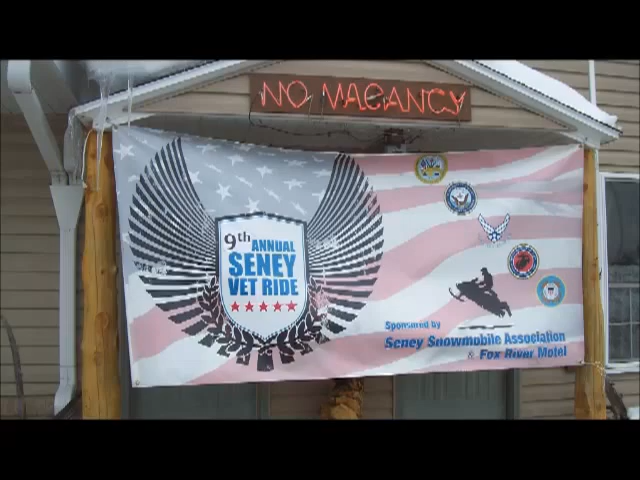 NO VACANCY
9th ANNUAL
SENEY
VET RIDE
Sponsored by
Seney Snowmobile Association
& Fox River Motel